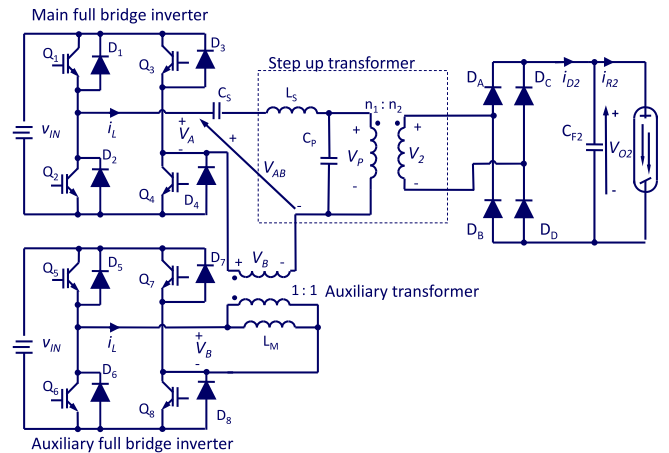 Main full bridge inverter
Q1 D1 Q3 D3
Step up transformer
n1 : n2
DA DC iD2 iR2
vIN iL CS LS
+ VA - + VAB -
CP + VP - + V2 -
CF2 + VO2 -
Q2 D2 Q4 D4
DB DD
+ VB -
Q5 D5 Q7 D7
1 : 1 Auxiliary transformer
vIN iL + VB - LM
Q6 D6 Q8 D8
Auxiliary full bridge inverter